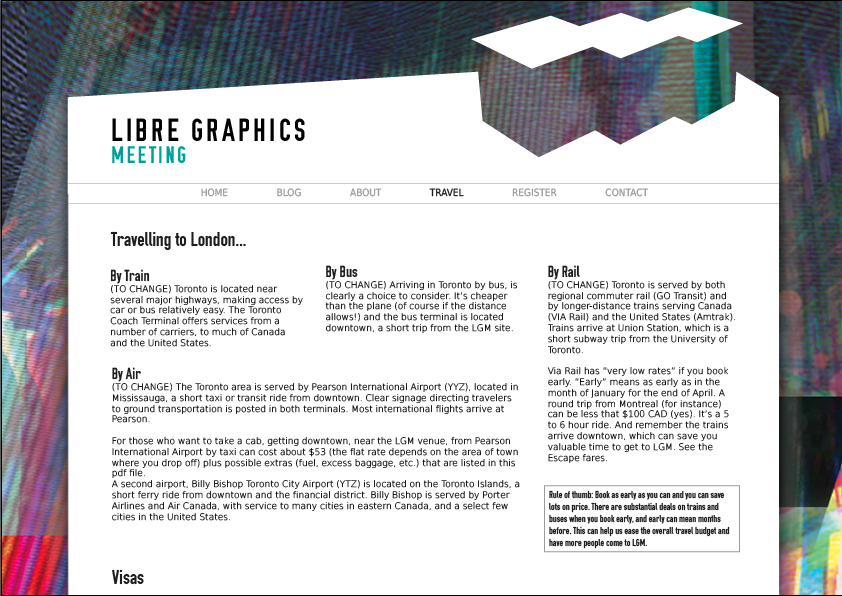 LIBRE GRAPHICS
MEETING
HOME BLOG ABOUT TRAVEL REGISTER CONTACT
Travelling to London...
By Train
(TO CHANGE) Toronto is located near
several major highways, making access by
car or bus relatively easy. The Toronto
Coach Terminal offers services from a
number of carriers, to much of Canada
and the United States.
By Bus
(TO CHANGE) Arriving in Toronto by bus, is
clearly a choice to consider. It's cheaper
than the plane (of course if the distance
allows!) and the bus terminal is located
downtown, a short trip from the LGM site.
By Rail
(TO CHANGE) Toronto is served by both
regional commuter rail (GO Transit) and
by longer-distance trains serving Canada
(VIA Rail) and the United States (Amtrak).
Trains arrive at Union Station, which is a
short subway trip from the University of
Toronto.
Via Rail has "very low rates" if you book
early. "Early" means as early as in the
month of January for the end of April. A
round trip from Montreal (for instance)
can be less that $100 CAD (yes). It's a 5
to 6 hour ride. And remember the trains
arrive downtown, which can save you
valuable time to get to LGM. See the
Escape fares.
By Air
(TO CHANGE) The Toronto area is served by Pearson International Airport (YYZ), located in
Mississauga, a short taxi or transit ride from downtown. Clear signage directing travelers
to ground transportation is posted in both terminals. Most international flights arrive at
Pearson.
For those who want to take a cab, getting downtown, near the LGM venue, from Pearson
International Airport by taxi can cost about $53 (the flat rate depends on the area of town
where you drop off) plus possible extras (fuel, excess baggage, etc.) that are listed in this
pdf file.
A second airport, Billy Bishop Toronto City Airport (YTZ) is located on the Toronto Islands, a
short ferry ride from downtown and the financial district. Billy Bishop is served by Porter
Airlines and Air Canada, with service to many cities in eastern Canada, and a select few
cities in the United States.
Rule of thumb: Book as early as you can and you can save
lots on price. There are substantial deals on trains and
buses when you book early, and early can mean months
before. This can help us ease the overall travel budget and
have more people come to LGM.
Visas